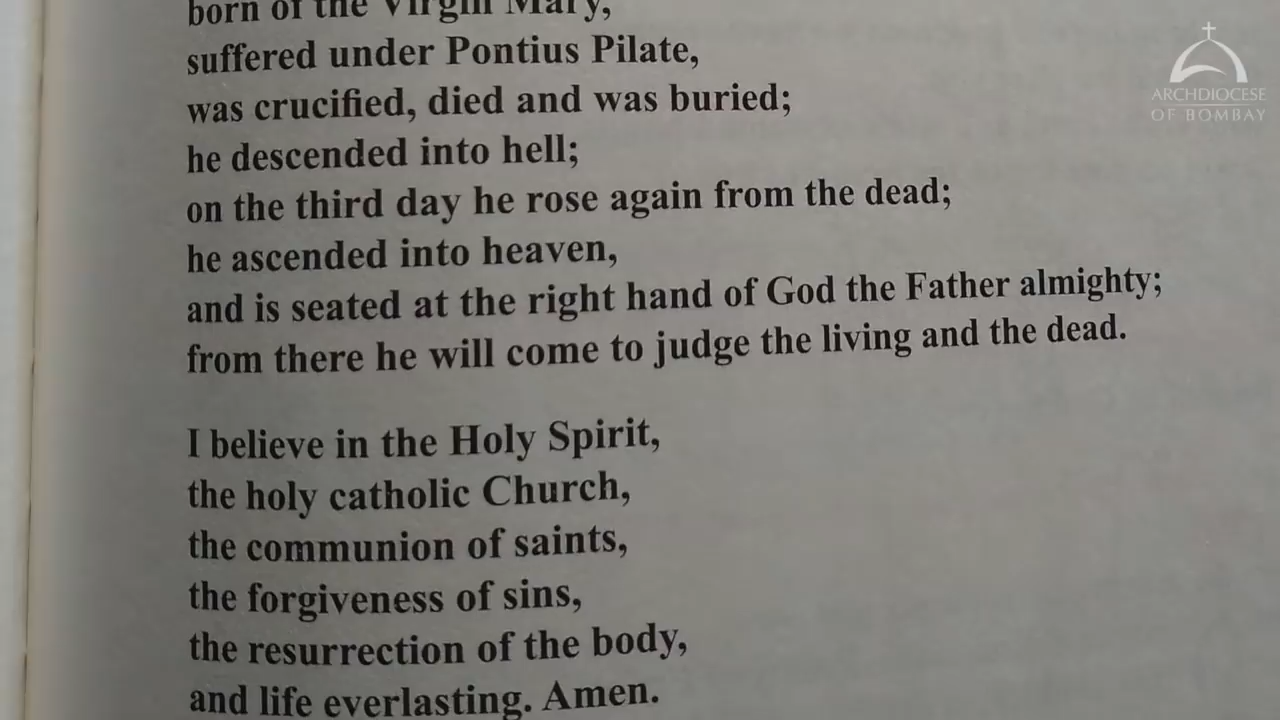 born of the Virgin Mary,
suffered under Pontius Pilate,
was crucified, died and was buried;
he descended into hell;
on the third day he rose again from the dead;
he ascended into heaven,
and is seated at the right hand of God the Father almighty;
from there he will come to judge the living and the dead.
I believe in the Holy Spirit,
the holy catholic Church,
the communion of saints,
the forgiveness of sins,
the resurrection of the body,
and life everlasting. Amen.
ARCHDIOCESE
OF BOMBAY